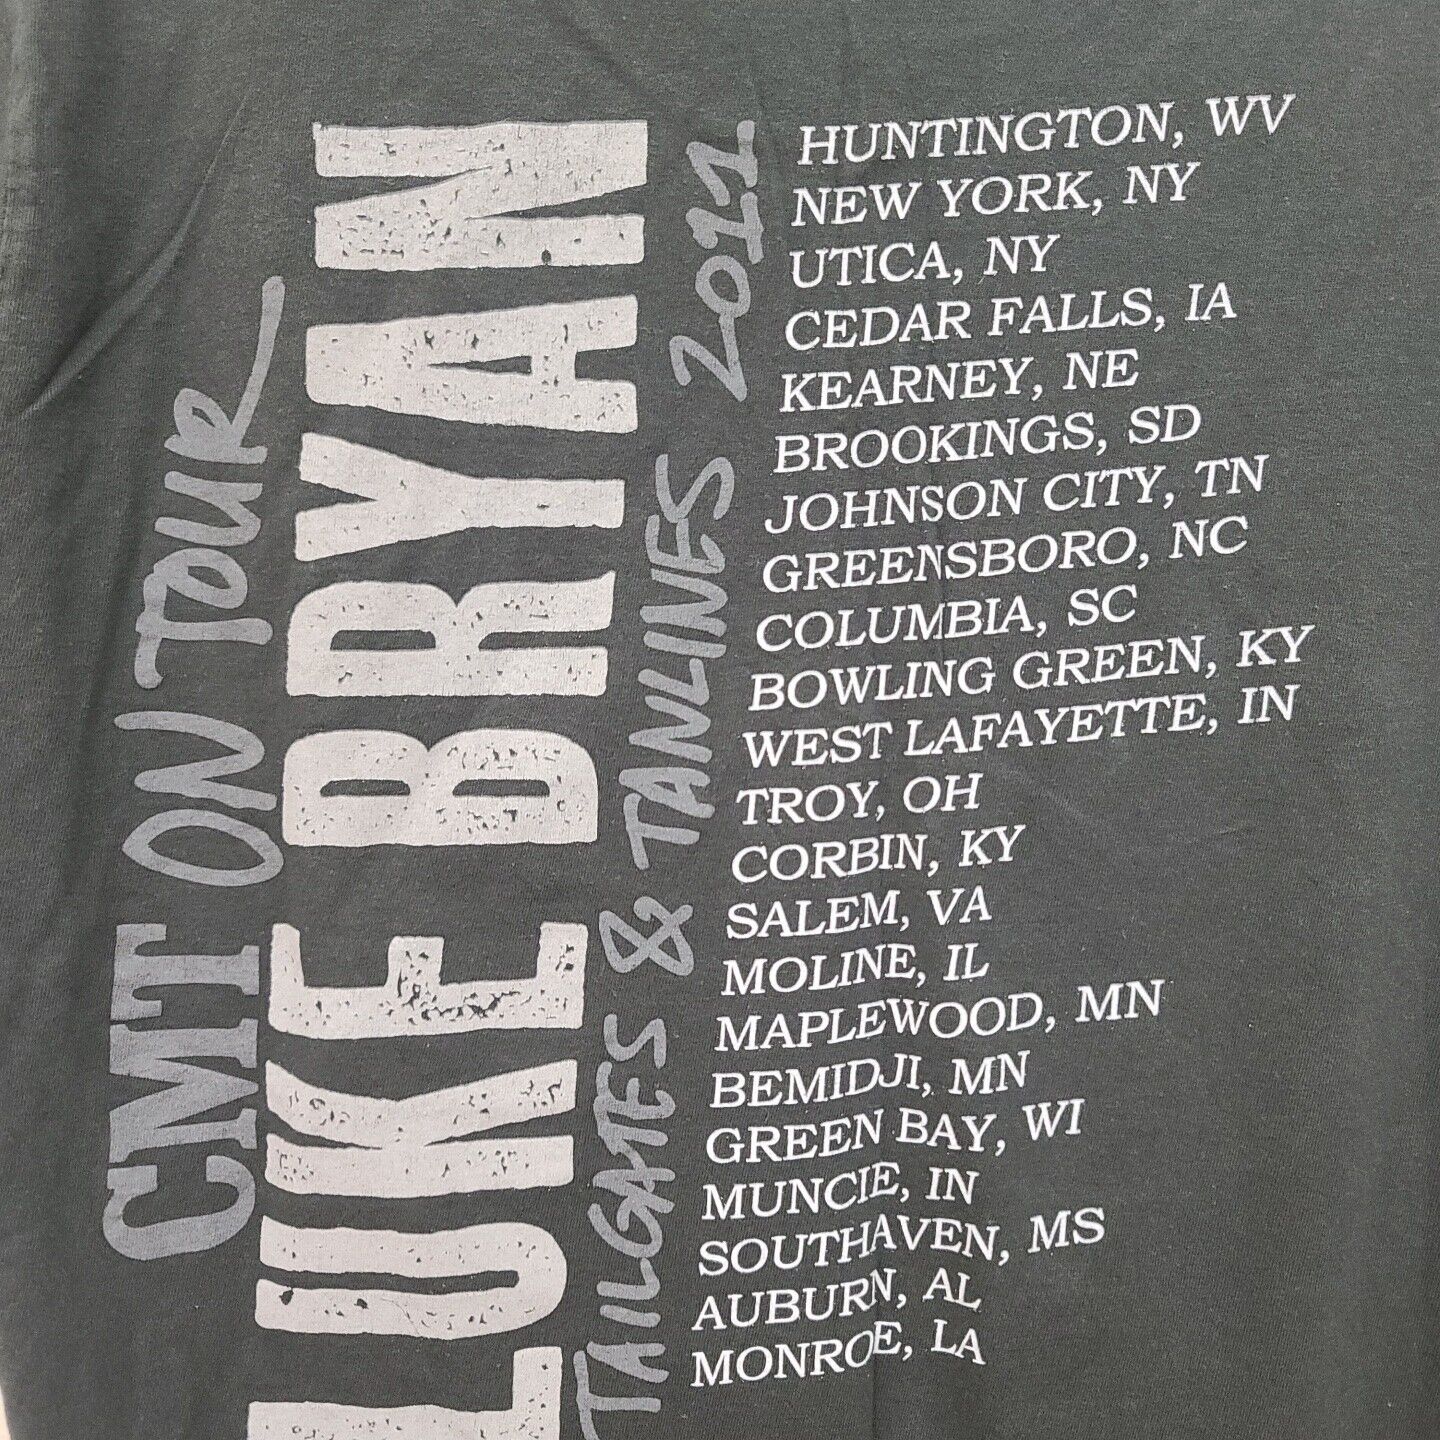 CMT ON TOUR
LUKE BRYAN
TAILGATES & TANLINES 2011
HUNTINGTON, WV
NEW YORK, NY
UTICA, NY
CEDAR FALLS, IA
KEARNEY, NE
BROOKINGS, SD
JOHNSON CITY, TN
GREENSBORO, NC
COLUMBIA, SC
BOWLING GREEN, KY
WEST LAFAYETTE, IN
TROY, OH
CORBIN, KY
SALEM, VA
MOLINE, IL
MAPLEWOOD, MN
BEMIDJI, MN
GREEN BAY, WI
MUNCIE, IN
SOUTHAVEN, MS
AUBURN, AL
MONROE, LA